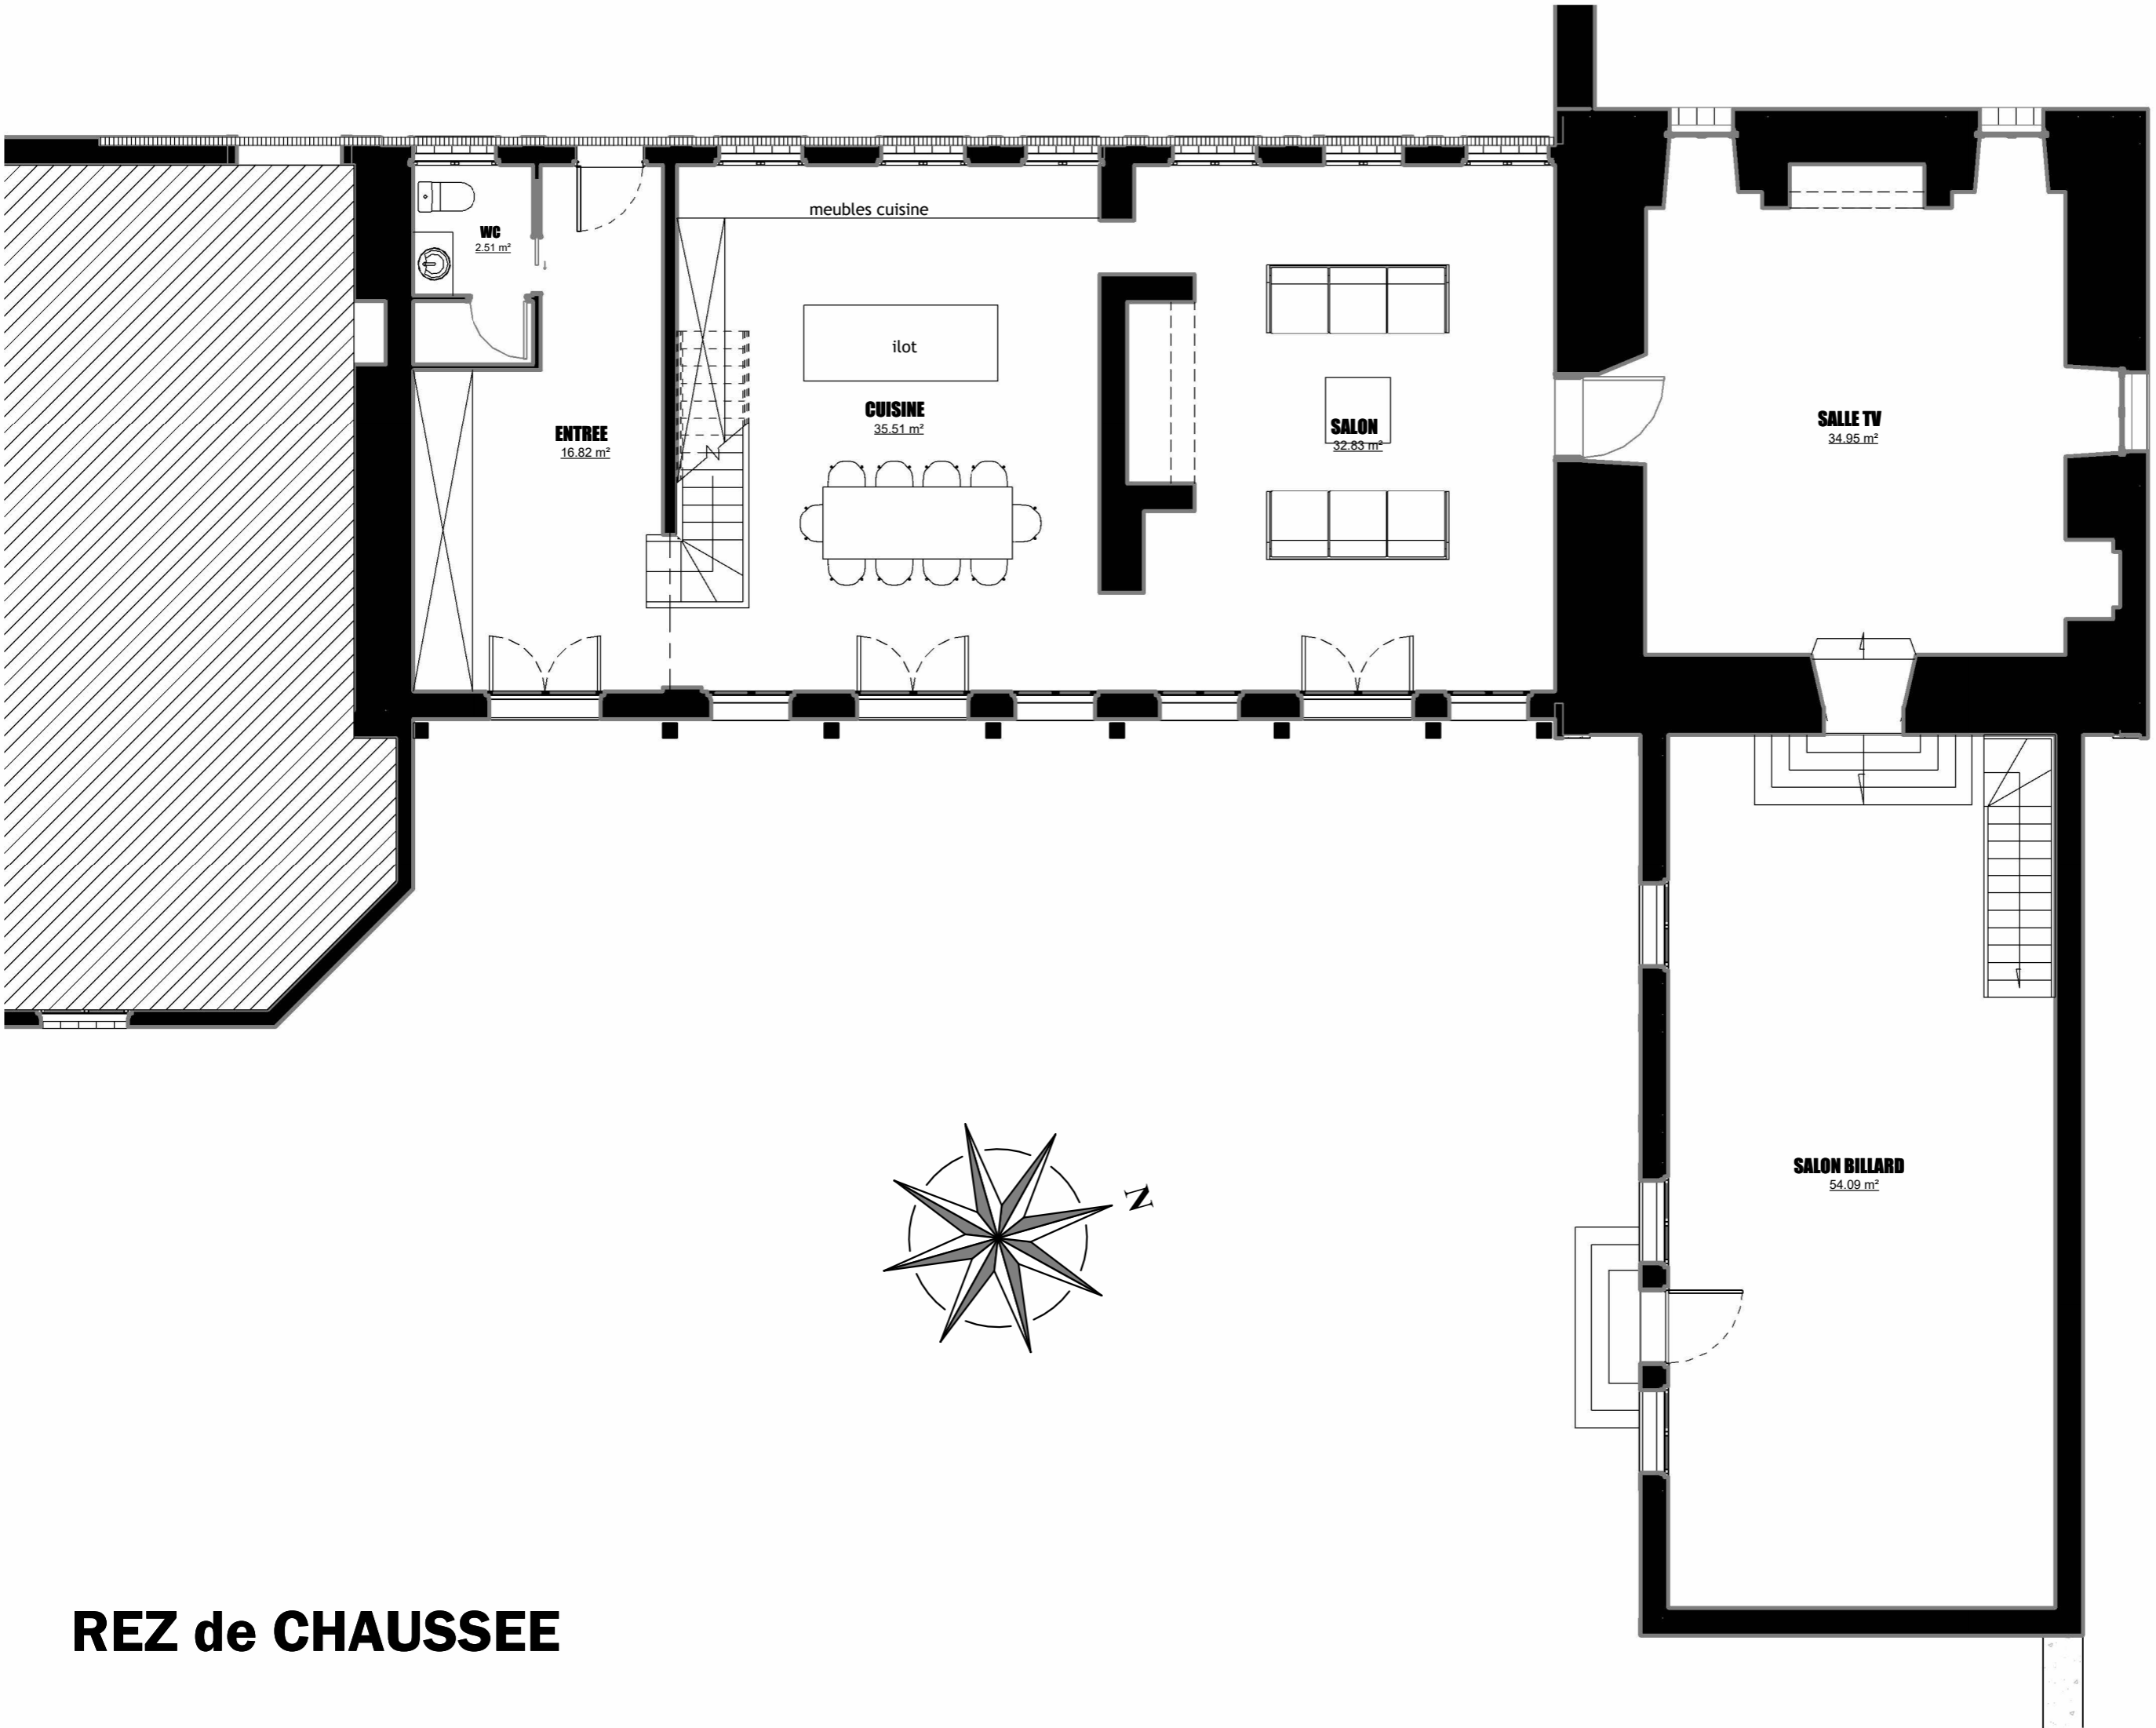 meubles cuisine
WC
2.51 m²
ilot
CUISINE
35.51 m²
ENTREE
16.82 m²
SALON
32.83 m²
SALLE TV
34.95 m²
SALON BILLARD
54.09 m²
N
REZ de CHAUSSEE